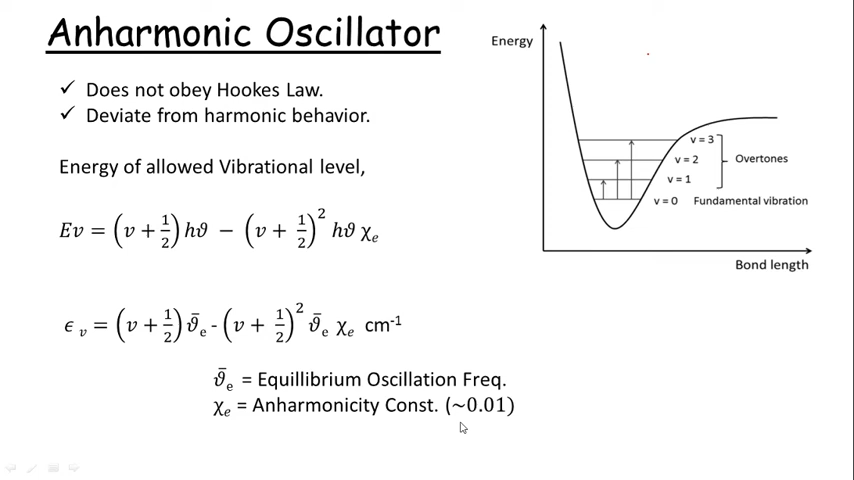 Anharmonic Oscillator
✓ Does not obey Hookes Law.
✓ Deviate from harmonic behavior.
Energy of allowed Vibrational level,
Ev = (v + 1/2) hϑ − (v + 1/2)² hϑ χₑ
ϵ ᵥ = (v + 1/2) ϑ̄ₑ - (v + 1/2)² ϑ̄ₑ χₑ cm⁻¹
ϑ̄ₑ = Equillibrium Oscillation Freq.
χₑ = Anharmonicity Const. (~0.01)
Energy
v = 3
v = 2
Overtones
v = 1
v = 0 Fundamental vibration
Bond length